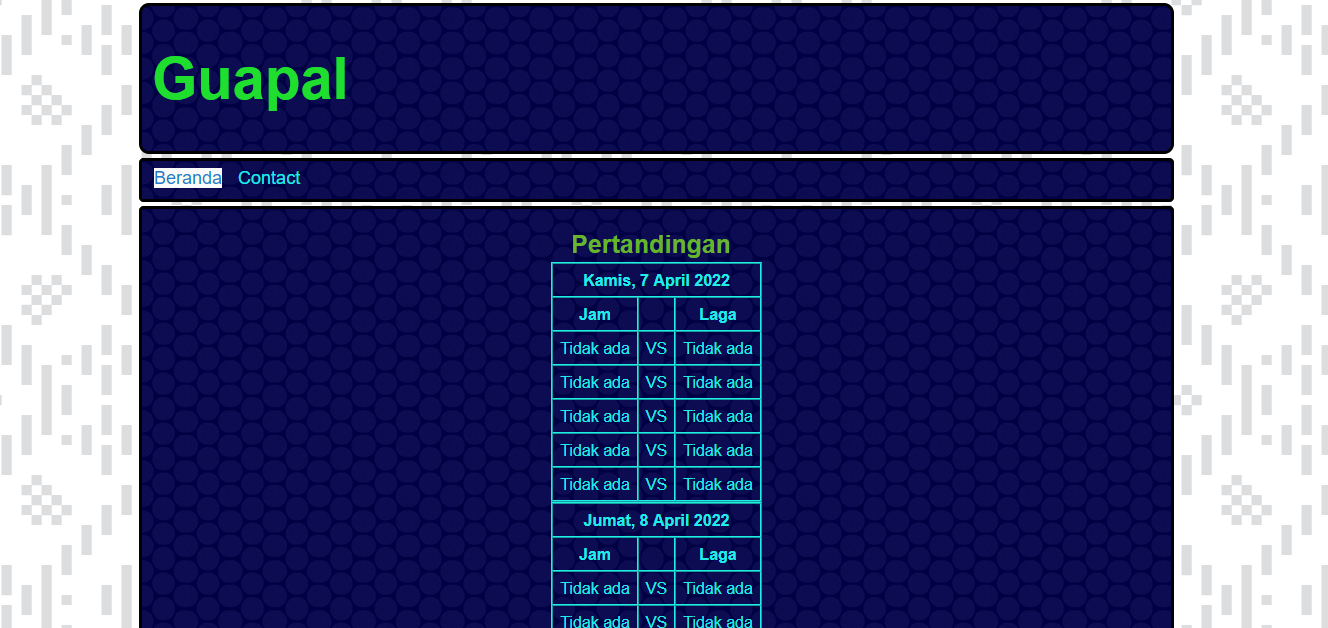 Guapal
Beranda Contact
Pertandingan
Kamis, 7 April 2022
Jam Laga
Tidak ada VS Tidak ada
Tidak ada VS Tidak ada
Tidak ada VS Tidak ada
Tidak ada VS Tidak ada
Tidak ada VS Tidak ada
Jumat, 8 April 2022
Jam Laga
Tidak ada VS Tidak ada
Tidak ada VS Tidak ada